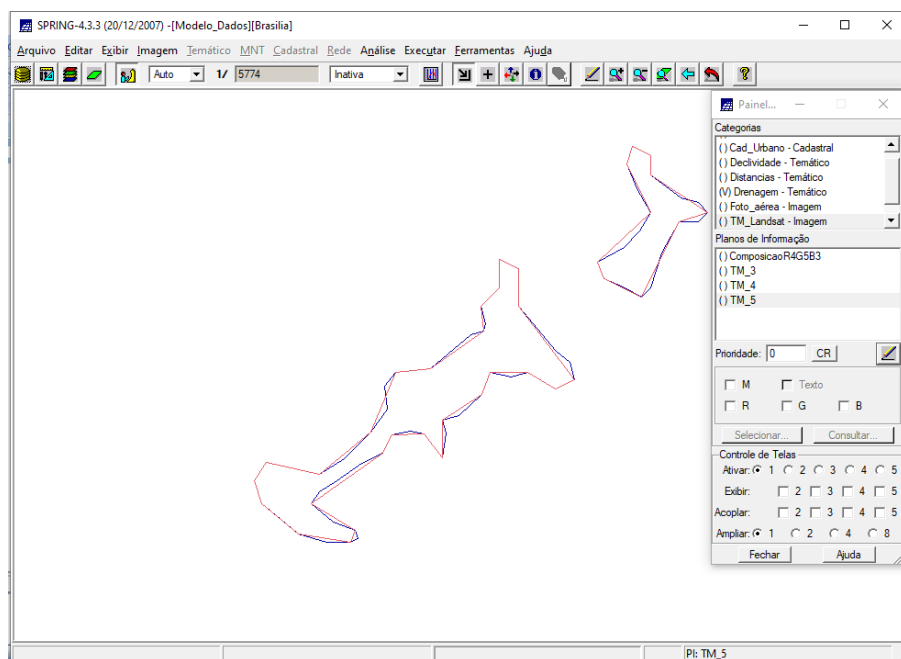 SPRING-4.3.3 (20/12/2007) -[Modelo_Dados][Brasilia]
Arquivo Editar Exibir Imagem Temático MNT Cadastral Rede Análise Executar Ferramentas Ajuda
Auto 1/ 5774 Inativa
Painel...
Categorias
( ) Cad_Urbano - Cadastral
( ) Declividade - Temático
( ) Distancias - Temático
(V) Drenagem - Temático
( ) Foto_aérea - Imagem
( ) TM_Landsat - Imagem
Planos de Informação
( ) ComposicaoR4G5B3
( ) TM_3
( ) TM_4
( ) TM_5
Prioridade: 0 CR
M Texto
R G B
Selecionar... Consultar...
Controle de Telas
Ativar: 1 2 3 4 5
Exibir: 2 3 4 5
Acoplar: 2 3 4 5
Ampliar: 1 2 4 8
Fechar Ajuda
PI: TM_5